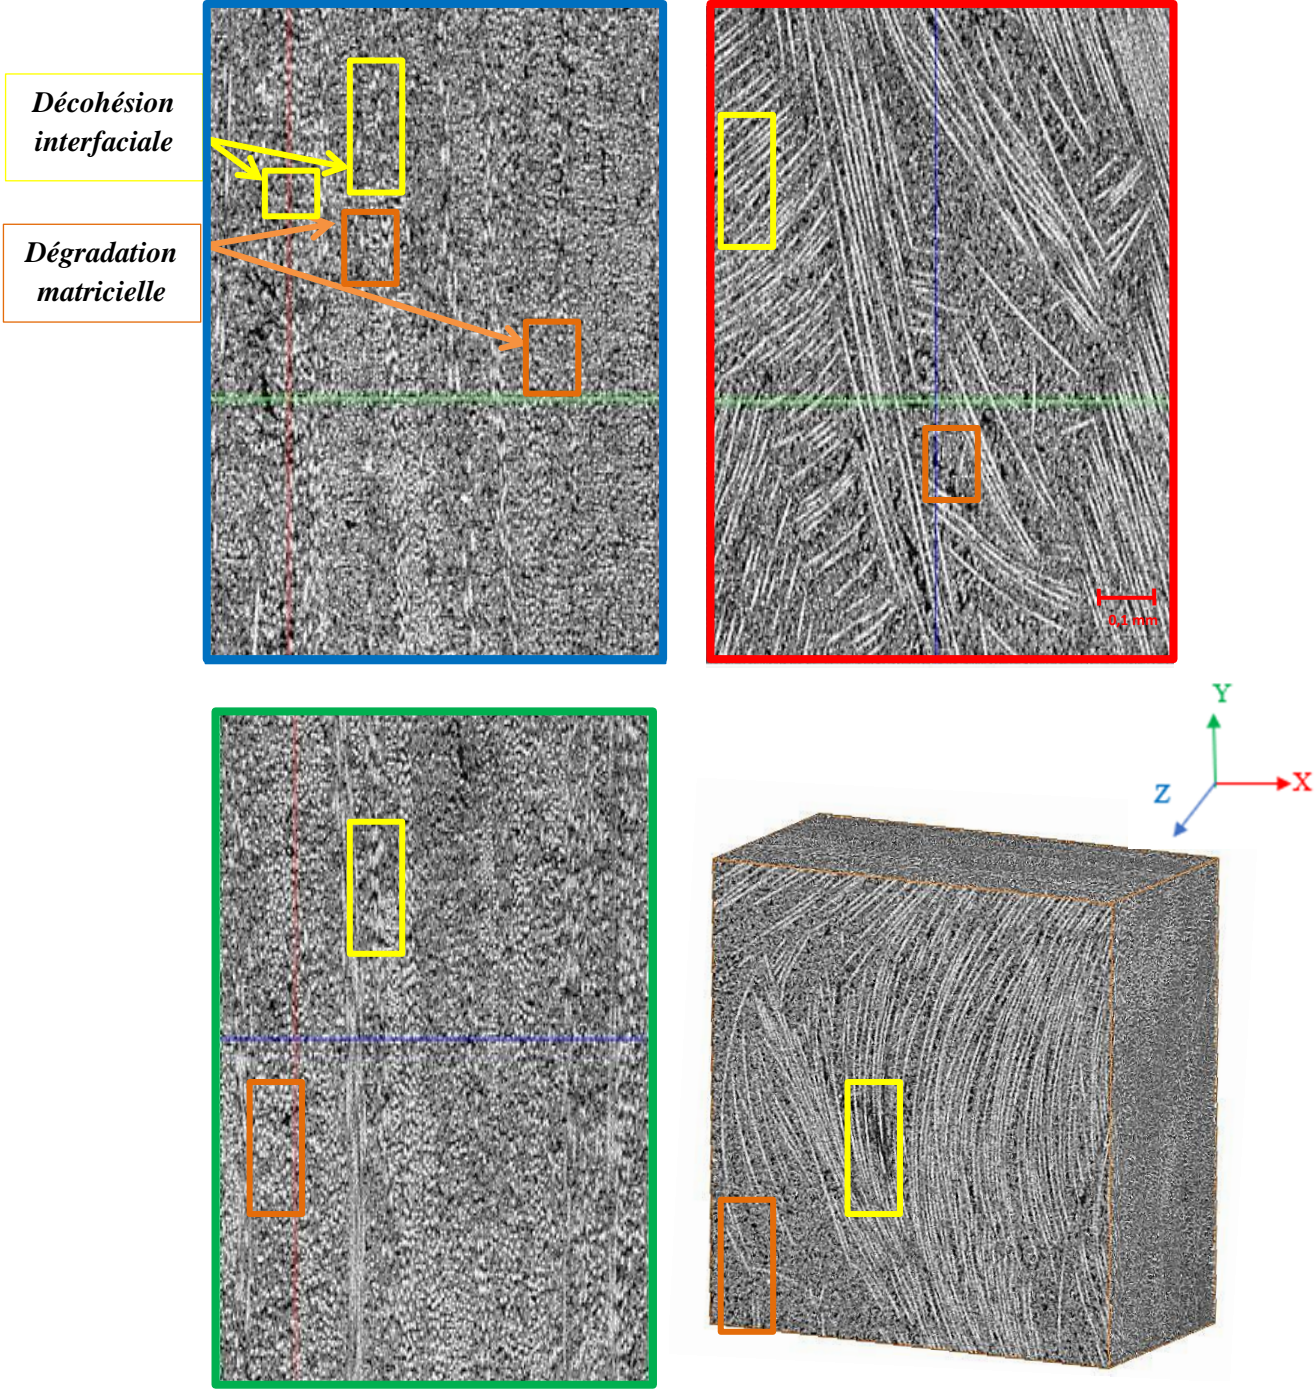 Décohésion
interfaciale
Dégradation
matricielle
0,1 mm
Y
Z
X